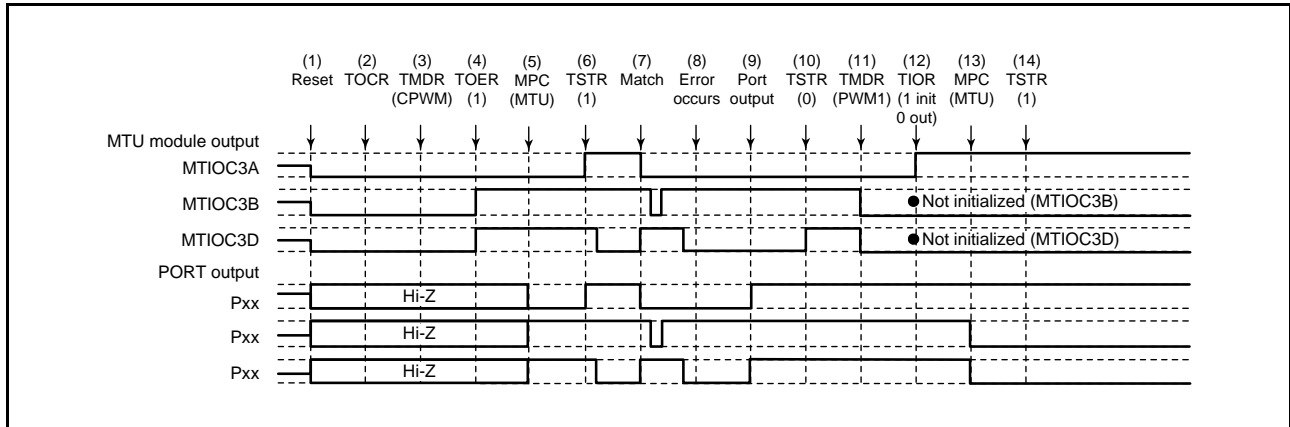 (1) (2) (3) (4) (5) (6) (7) (8) (9) (10) (11) (12) (13) (14)
Reset TOCR TMDR TOER MPC TSTR Match Error Port TSTR TMDR TIOR MPC TSTR
(CPWM) (1) (MTU) (1) occurs output (0) (PWM1) (1 init (MTU) (1)
0 out)
MTU module output
MTIOC3A
MTIOC3B
Not initialized (MTIOC3B)
MTIOC3D
Not initialized (MTIOC3D)
PORT output
Pxx
Hi-Z
Pxx
Hi-Z
Pxx
Hi-Z